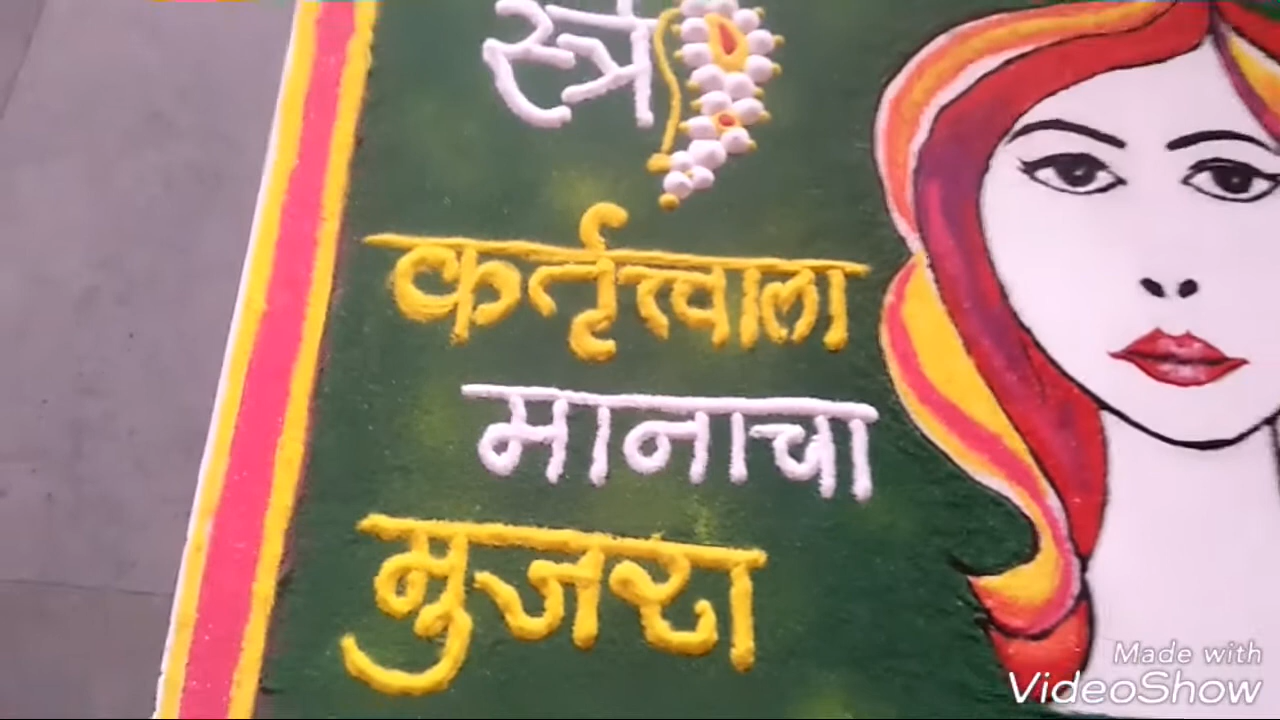 स्त्री
कर्तृत्त्वाला
मानाचा
मुजरा
Made with
VideoShow